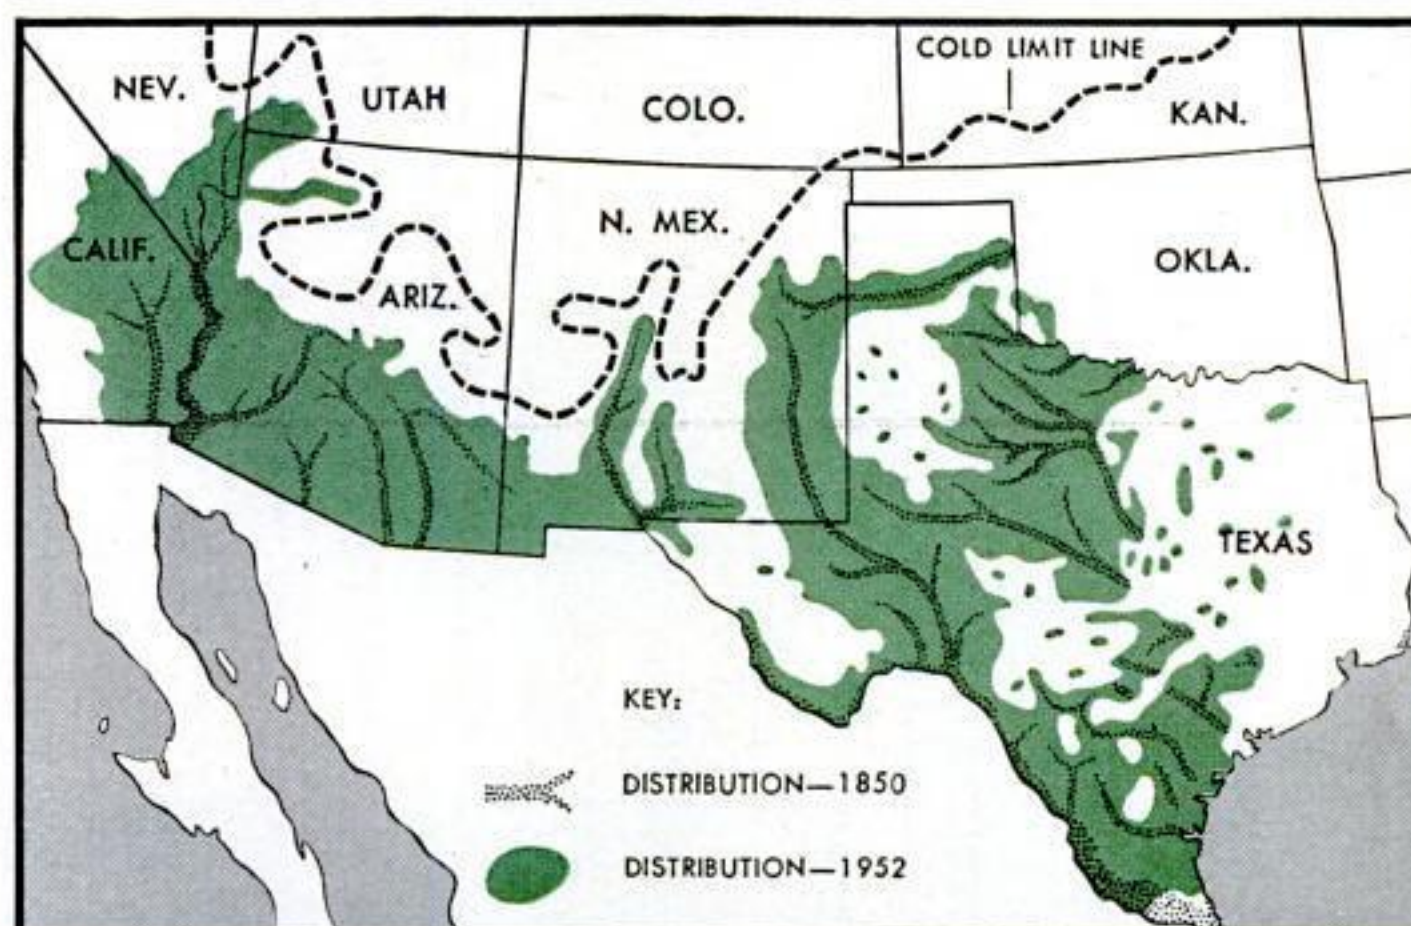 COLD LIMIT LINE
NEV.
UTAH
COLO.
KAN.
N. MEX.
CALIF.
ARIZ.
OKLA.
TEXAS
KEY:
DISTRIBUTION—1850
DISTRIBUTION—1952